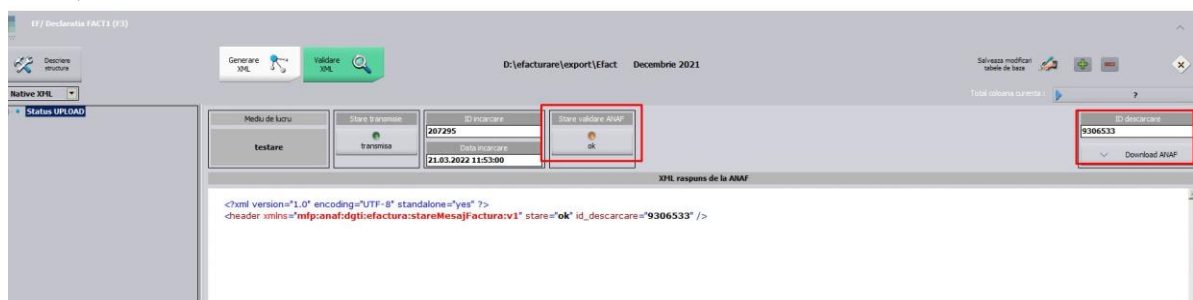 EF/ Declaratia FACT1 (F3)
Descriere
structura
Generare
XML
Validare
XML
D:\efacturare\export\Efact Decembrie 2021
Salveaza modificari
tabele de baza
Native XML
Total coloana curenta :
?
Status UPLOAD
Mediu de lucru
testare
Stare transmisie
transmisa
ID incarcare
207295
Data incarcare
21.03.2022 11:53:00
Stare validare ANAF
ok
ID descarcare
9306533
Download ANAF
XML raspuns de la ANAF
<?xml version="1.0" encoding="UTF-8" standalone="yes" ?>
<header xmlns="mfp:anaf:dgti:efactura:stareMesajFactura:v1" stare="ok" id_descarcare="9306533" />